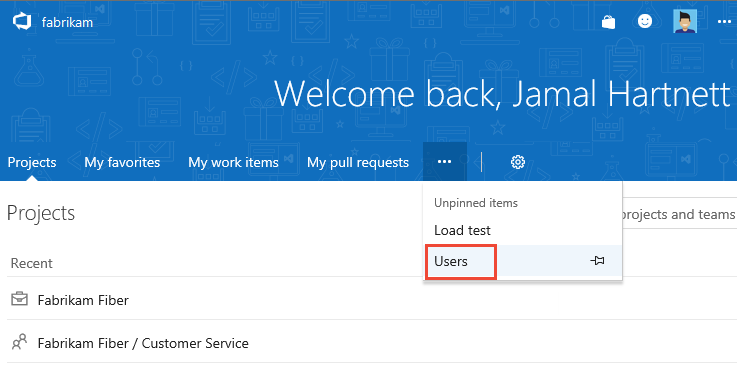 fabrikam
Welcome back, Jamal Hartnett
Projects My favorites My work items My pull requests ...
Projects
Unpinned items
projects and teams
Load test
Users
Recent
Fabrikam Fiber
Fabrikam Fiber / Customer Service